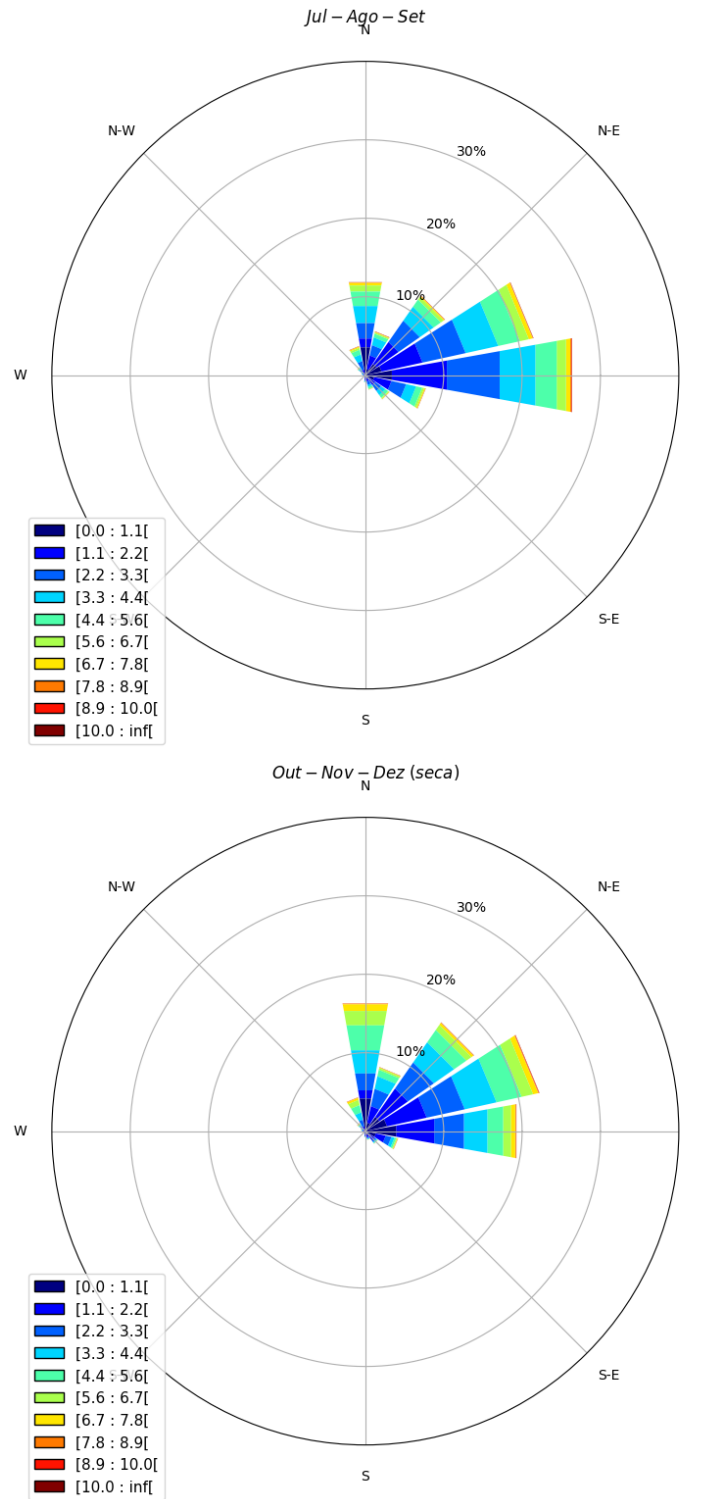 Jul – Ago – Set
N
N-W
N-E
30%
20%
10%
W
[0.0 : 1.1[
[1.1 : 2.2[
[2.2 : 3.3[
[3.3 : 4.4[
[4.4 : 5.6[
[5.6 : 6.7[
[6.7 : 7.8[
[7.8 : 8.9[
[8.9 : 10.0[
[10.0 : inf[
S-E
S
Out – Nov – Dez (seca)
N
N-W
N-E
30%
20%
10%
W
[0.0 : 1.1[
[1.1 : 2.2[
[2.2 : 3.3[
[3.3 : 4.4[
[4.4 : 5.6[
[5.6 : 6.7[
[6.7 : 7.8[
[7.8 : 8.9[
[8.9 : 10.0[
[10.0 : inf[
S-E
S